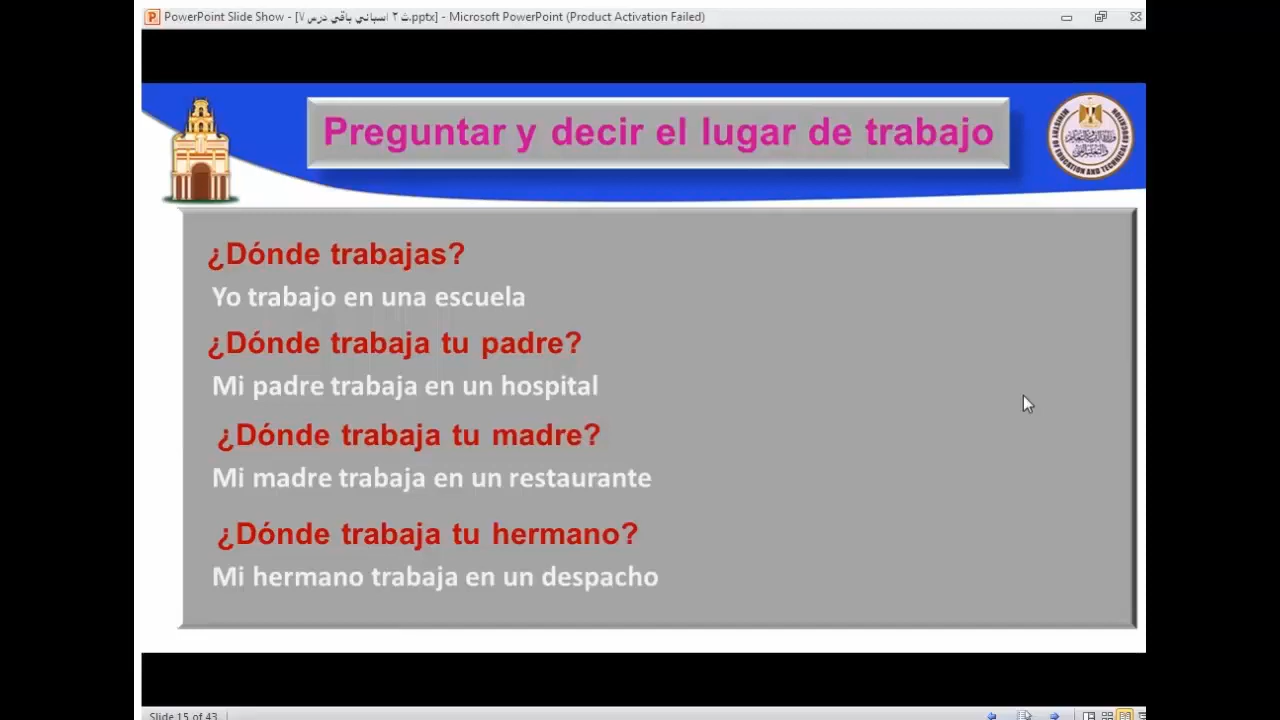 PowerPoint Slide Show - [ث ٢ اسباني باقي درس ٧.pptx] - Microsoft PowerPoint (Product Activation Failed)
Preguntar y decir el lugar de trabajo
¿Dónde trabajas?
Yo trabajo en una escuela
¿Dónde trabaja tu padre?
Mi padre trabaja en un hospital
¿Dónde trabaja tu madre?
Mi madre trabaja en un restaurante
¿Dónde trabaja tu hermano?
Mi hermano trabaja en un despacho
Slide 15 of 43